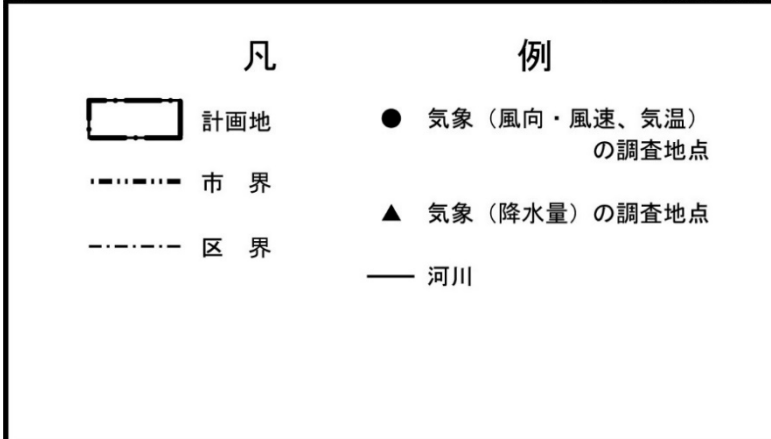 凡　例
計画地
市　界
区　界
● 気象（風向・風速、気温）
の調査地点
▲ 気象（降水量）の調査地点
河川